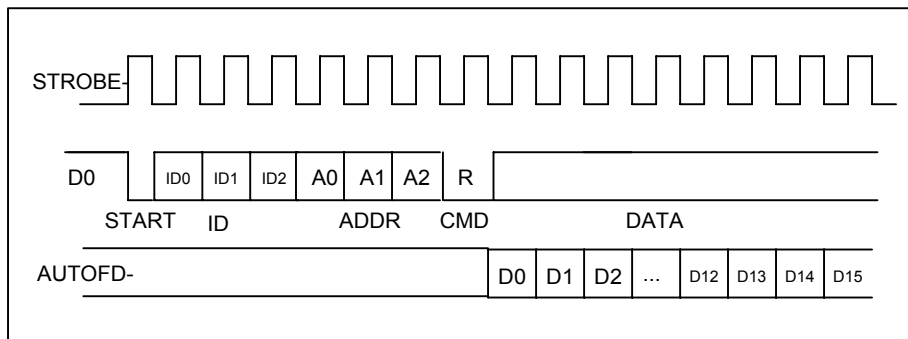 STROBE-
D0 ID0 ID1 ID2 A0 A1 A2 R
START ID ADDR CMD DATA
AUTOFD- D0 D1 D2 ... D12 D13 D14 D15